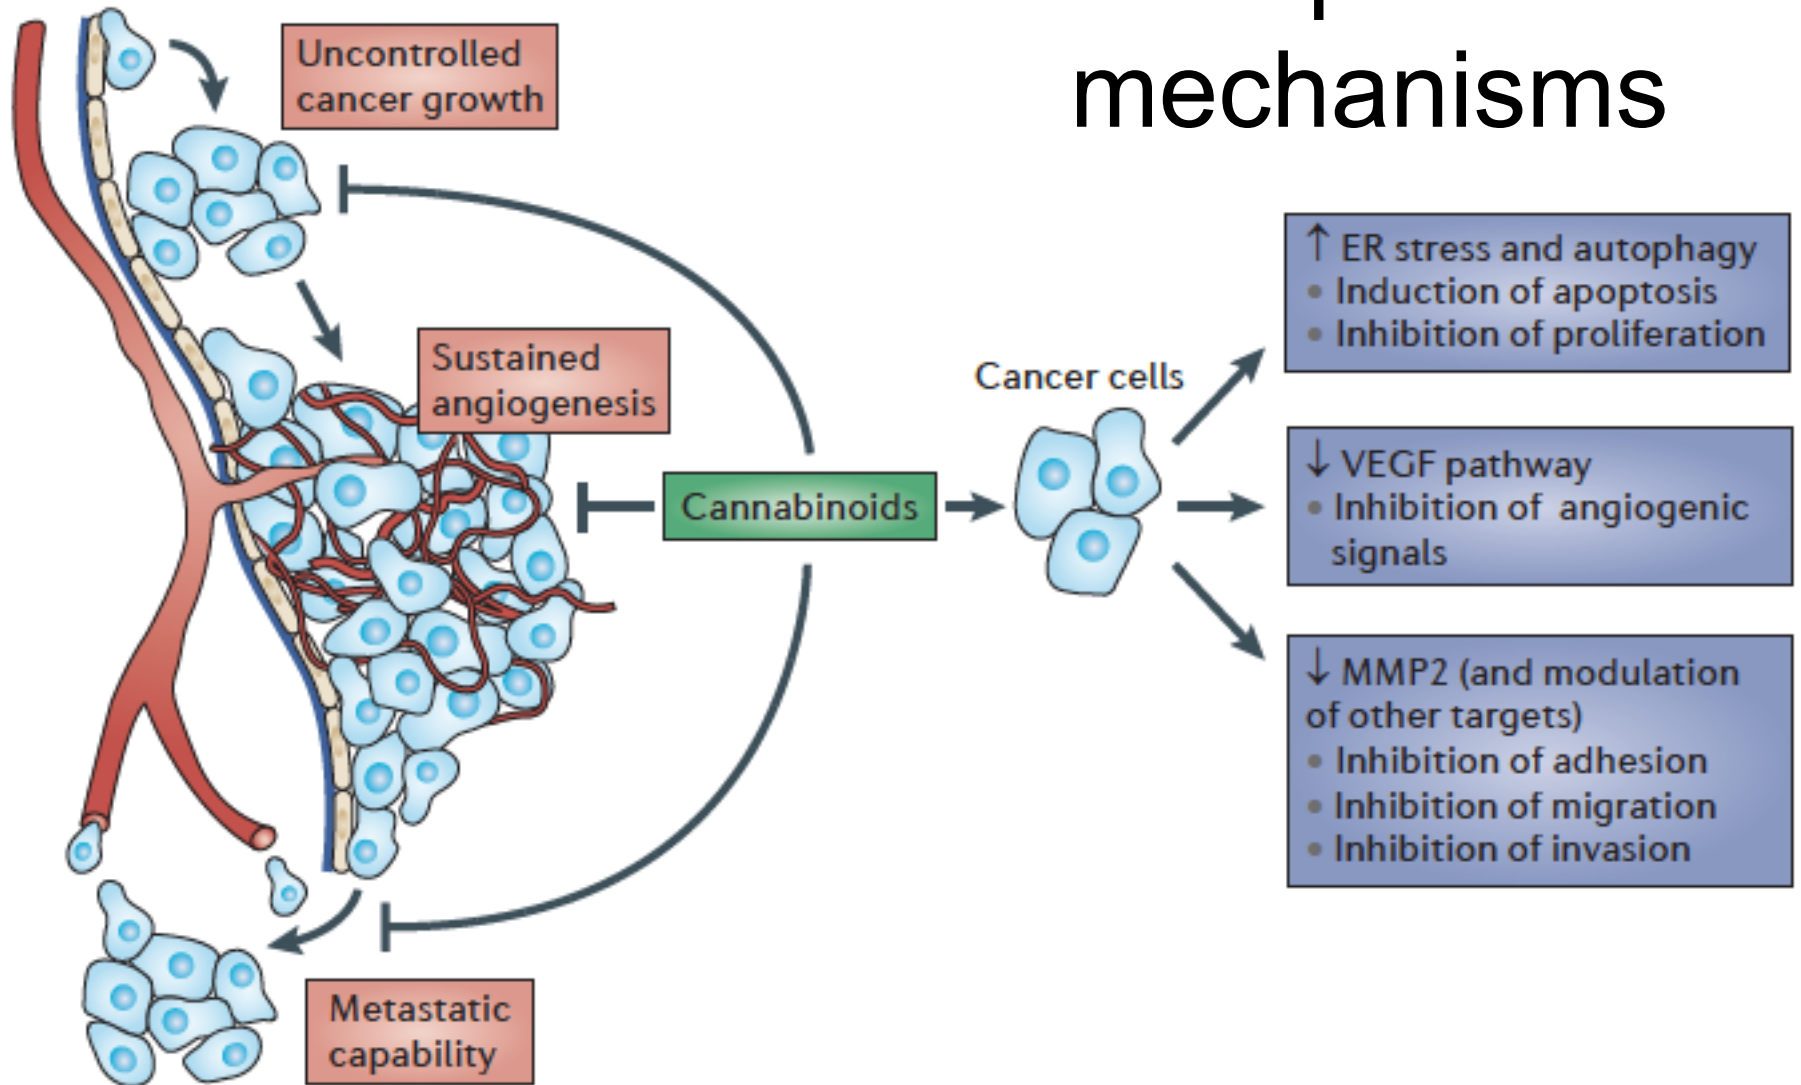 mechanisms
Uncontrolled
cancer growth
Sustained
angiogenesis
Cannabinoids
Metastatic
capability
Cancer cells
↑ ER stress and autophagy
• Induction of apoptosis
• Inhibition of proliferation
↓ VEGF pathway
• Inhibition of angiogenic
signals
↓ MMP2 (and modulation
of other targets)
• Inhibition of adhesion
• Inhibition of migration
• Inhibition of invasion